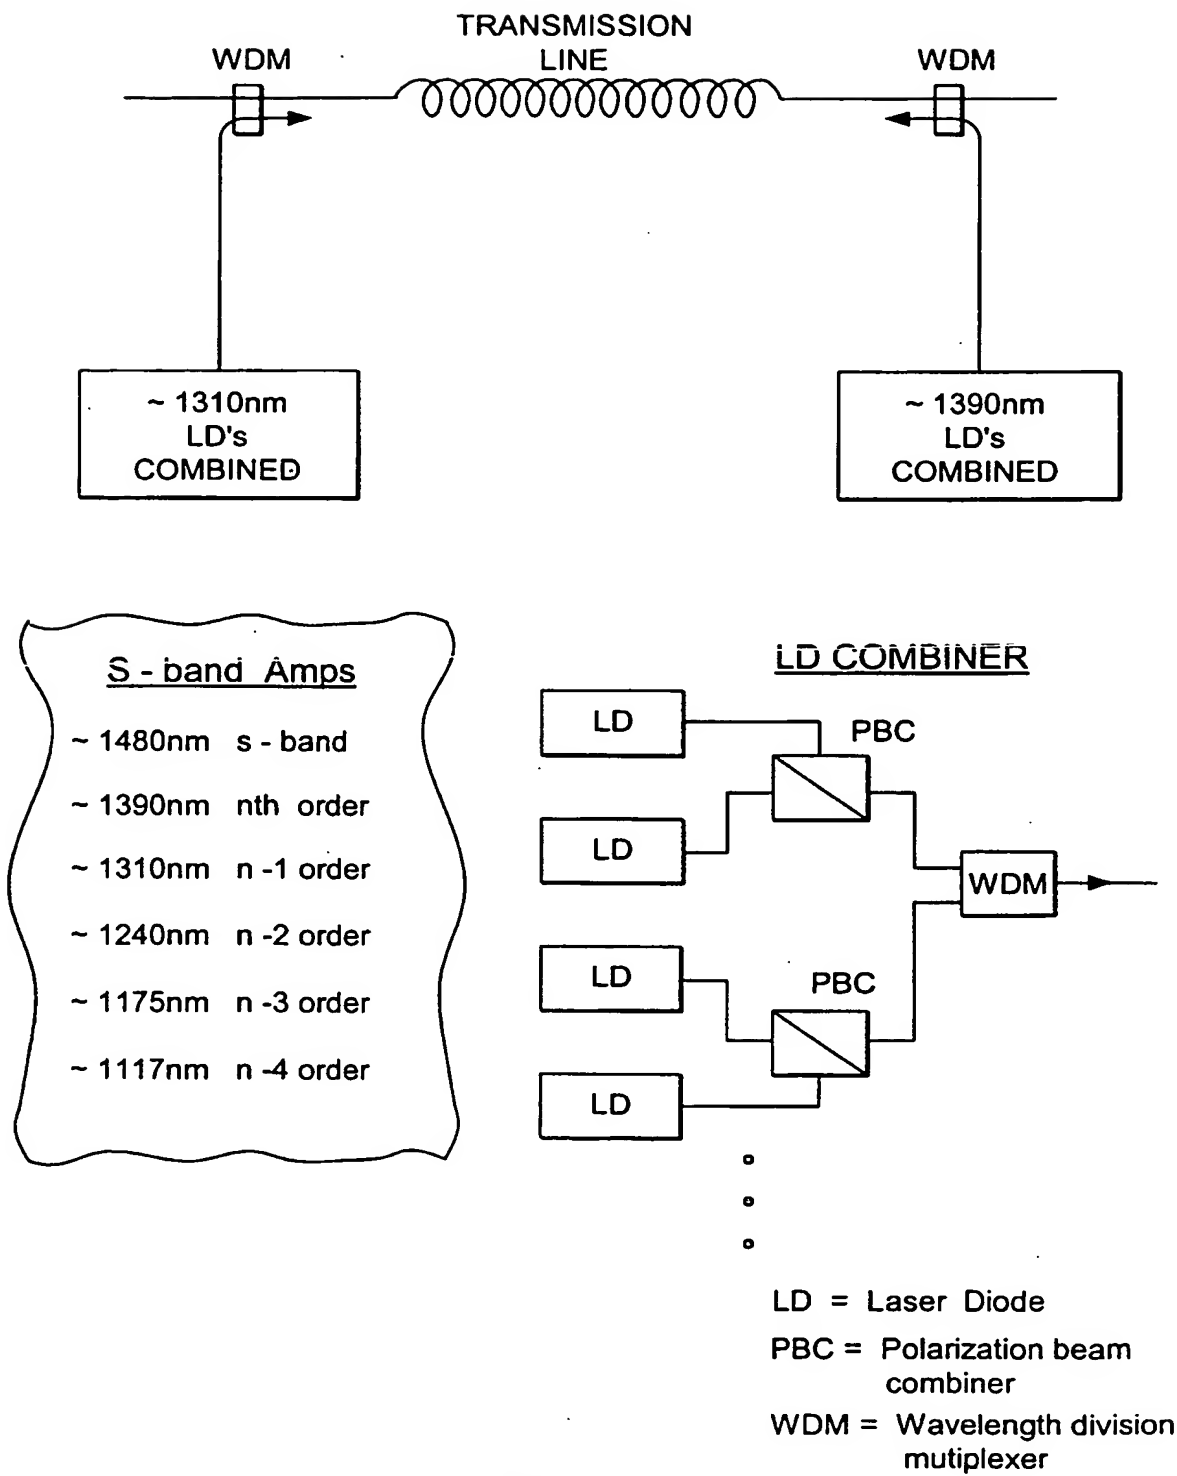 TRANSMISSION
LINE
WDM
WDM
~ 1310nm
LD's
COMBINED
~ 1390nm
LD's
COMBINED
S - band Amps
~ 1480nm s - band
~ 1390nm nth order
~ 1310nm n -1 order
~ 1240nm n -2 order
~ 1175nm n -3 order
~ 1117nm n -4 order
LD COMBINER
LD
PBC
LD
WDM
LD
PBC
LD
LD = Laser Diode
PBC = Polarization beam
combiner
WDM = Wavelength division
mutiplexer